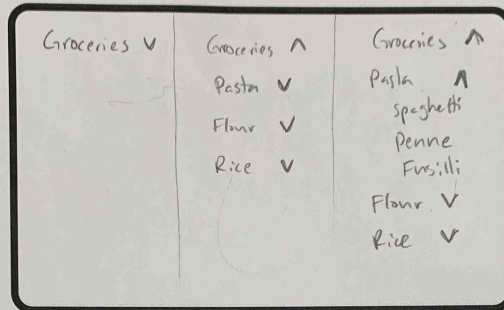 Groceries ∨
Groceries ∧
Pasta ∨
Flour ∨
Rice ∨
Groceries ∧
Pasta ∧
Spaghetti
Penne
Fusilli
Flour ∨
Rice ∨